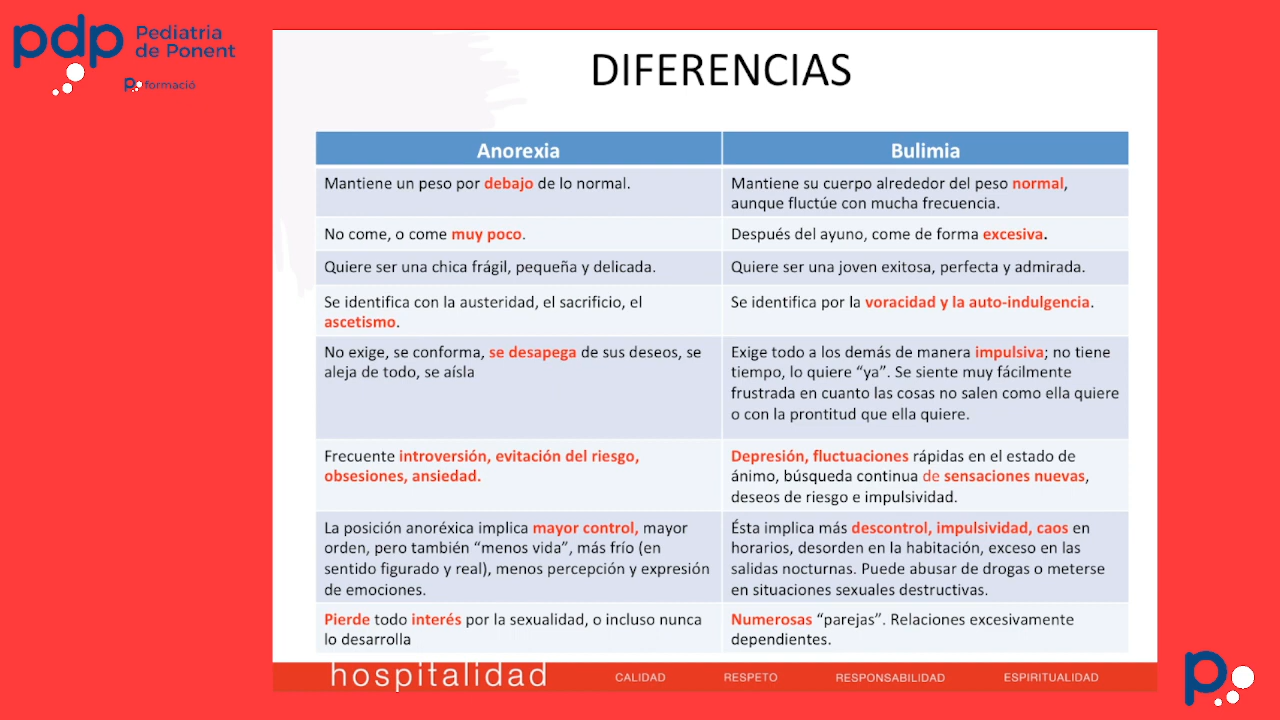 pdp Pediatria
de Ponent
p formació
DIFERENCIAS
Anorexia
Bulimia
Mantiene un peso por debajo de lo normal.
Mantiene su cuerpo alrededor del peso normal,
aunque fluctúe con mucha frecuencia.
No come, o come muy poco.
Después del ayuno, come de forma excesiva.
Quiere ser una chica frágil, pequeña y delicada.
Quiere ser una joven exitosa, perfecta y admirada.
Se identifica con la austeridad, el sacrificio, el
ascetismo.
Se identifica por la voracidad y la auto-indulgencia.
No exige, se conforma, se desapega de sus deseos, se
aleja de todo, se aísla
Exige todo a los demás de manera impulsiva; no tiene
tiempo, lo quiere “ya”. Se siente muy fácilmente
frustrada en cuanto las cosas no salen como ella quiere
o con la prontitud que ella quiere.
Frecuente introversión, evitación del riesgo,
obsesiones, ansiedad.
Depresión, fluctuaciones rápidas en el estado de
ánimo, búsqueda continua de sensaciones nuevas,
deseos de riesgo e impulsividad.
La posición anoréxica implica mayor control, mayor
orden, pero también “menos vida”, más frío (en
sentido figurado y real), menos percepción y expresión
de emociones.
Ésta implica más descontrol, impulsividad, caos en
horarios, desorden en la habitación, exceso en las
salidas nocturnas. Puede abusar de drogas o meterse
en situaciones sexuales destructivas.
Pierde todo interés por la sexualidad, o incluso nunca
lo desarrolla
Numerosas “parejas”. Relaciones excesivamente
dependientes.
hospitalidad
CALIDAD
RESPETO
RESPONSABILIDAD
ESPIRITUALIDAD
p